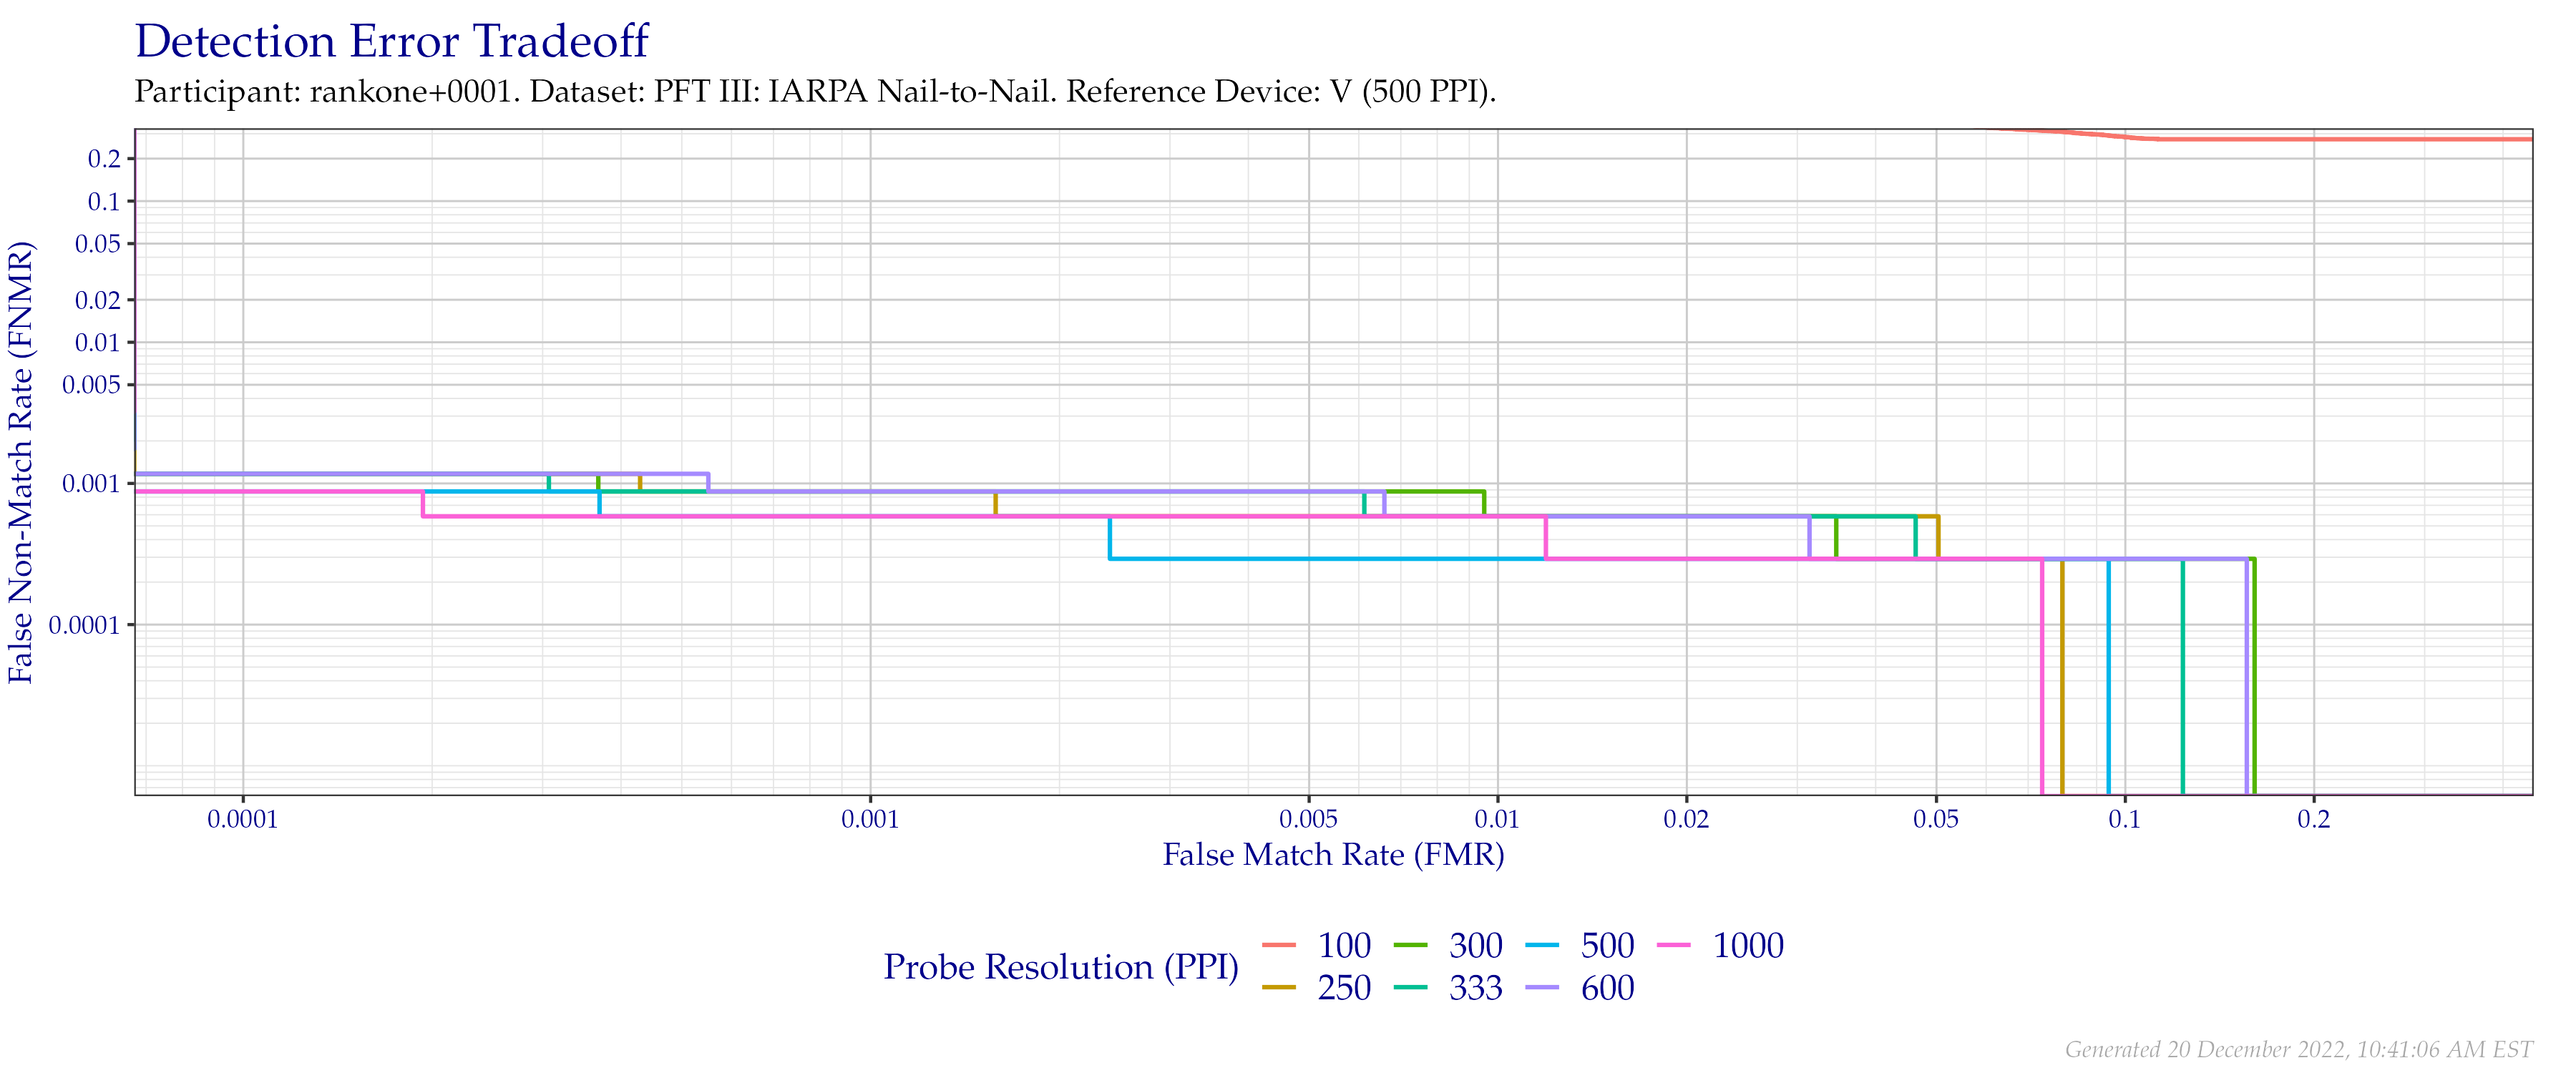 Detection Error Tradeoff
Participant: rankone+0001. Dataset: PFT III: IARPA Nail-to-Nail. Reference Device: V (500 PPI).
False Non-Match Rate (FNMR)
0.2
0.1
0.05
0.02
0.01
0.005
0.001
0.0001
0.0001 0.001 0.005 0.01 0.02 0.05 0.1 0.2
False Match Rate (FMR)
Probe Resolution (PPI)
100 300 500 1000
250 333 600
Generated 20 December 2022, 10:41:06 AM EST